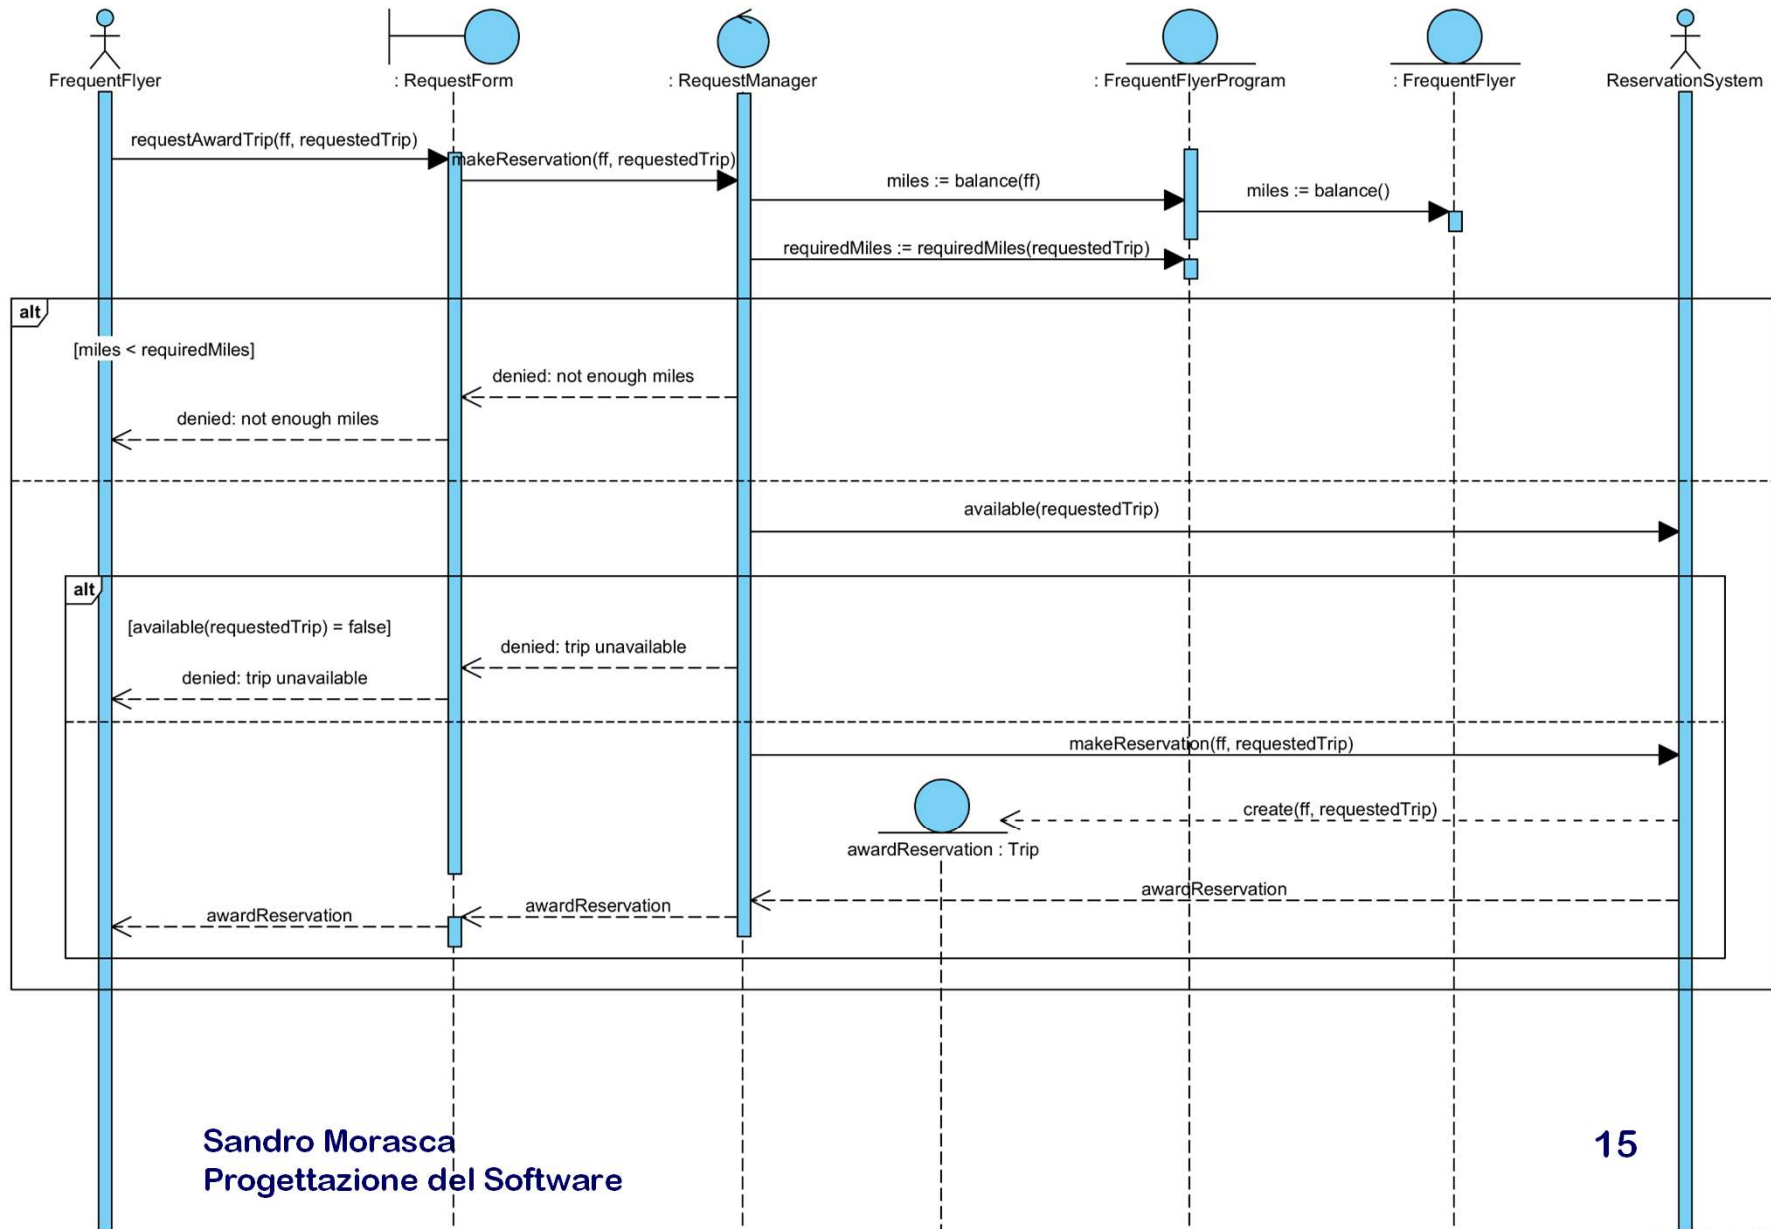 FrequentFlyer
: RequestForm
: RequestManager
: FrequentFlyerProgram
: FrequentFlyer
ReservationSystem
requestAwardTrip(ff, requestedTrip)
makeReservation(ff, requestedTrip)
miles := balance(ff)
miles := balance()
requiredMiles := requiredMiles(requestedTrip)
alt
[miles < requiredMiles]
denied: not enough miles
denied: not enough miles
available(requestedTrip)
alt
[available(requestedTrip) = false]
denied: trip unavailable
denied: trip unavailable
makeReservation(ff, requestedTrip)
create(ff, requestedTrip)
awardReservation : Trip
awardReservation
awardReservation
awardReservation
Sandro Morasca
Progettazione del Software
15